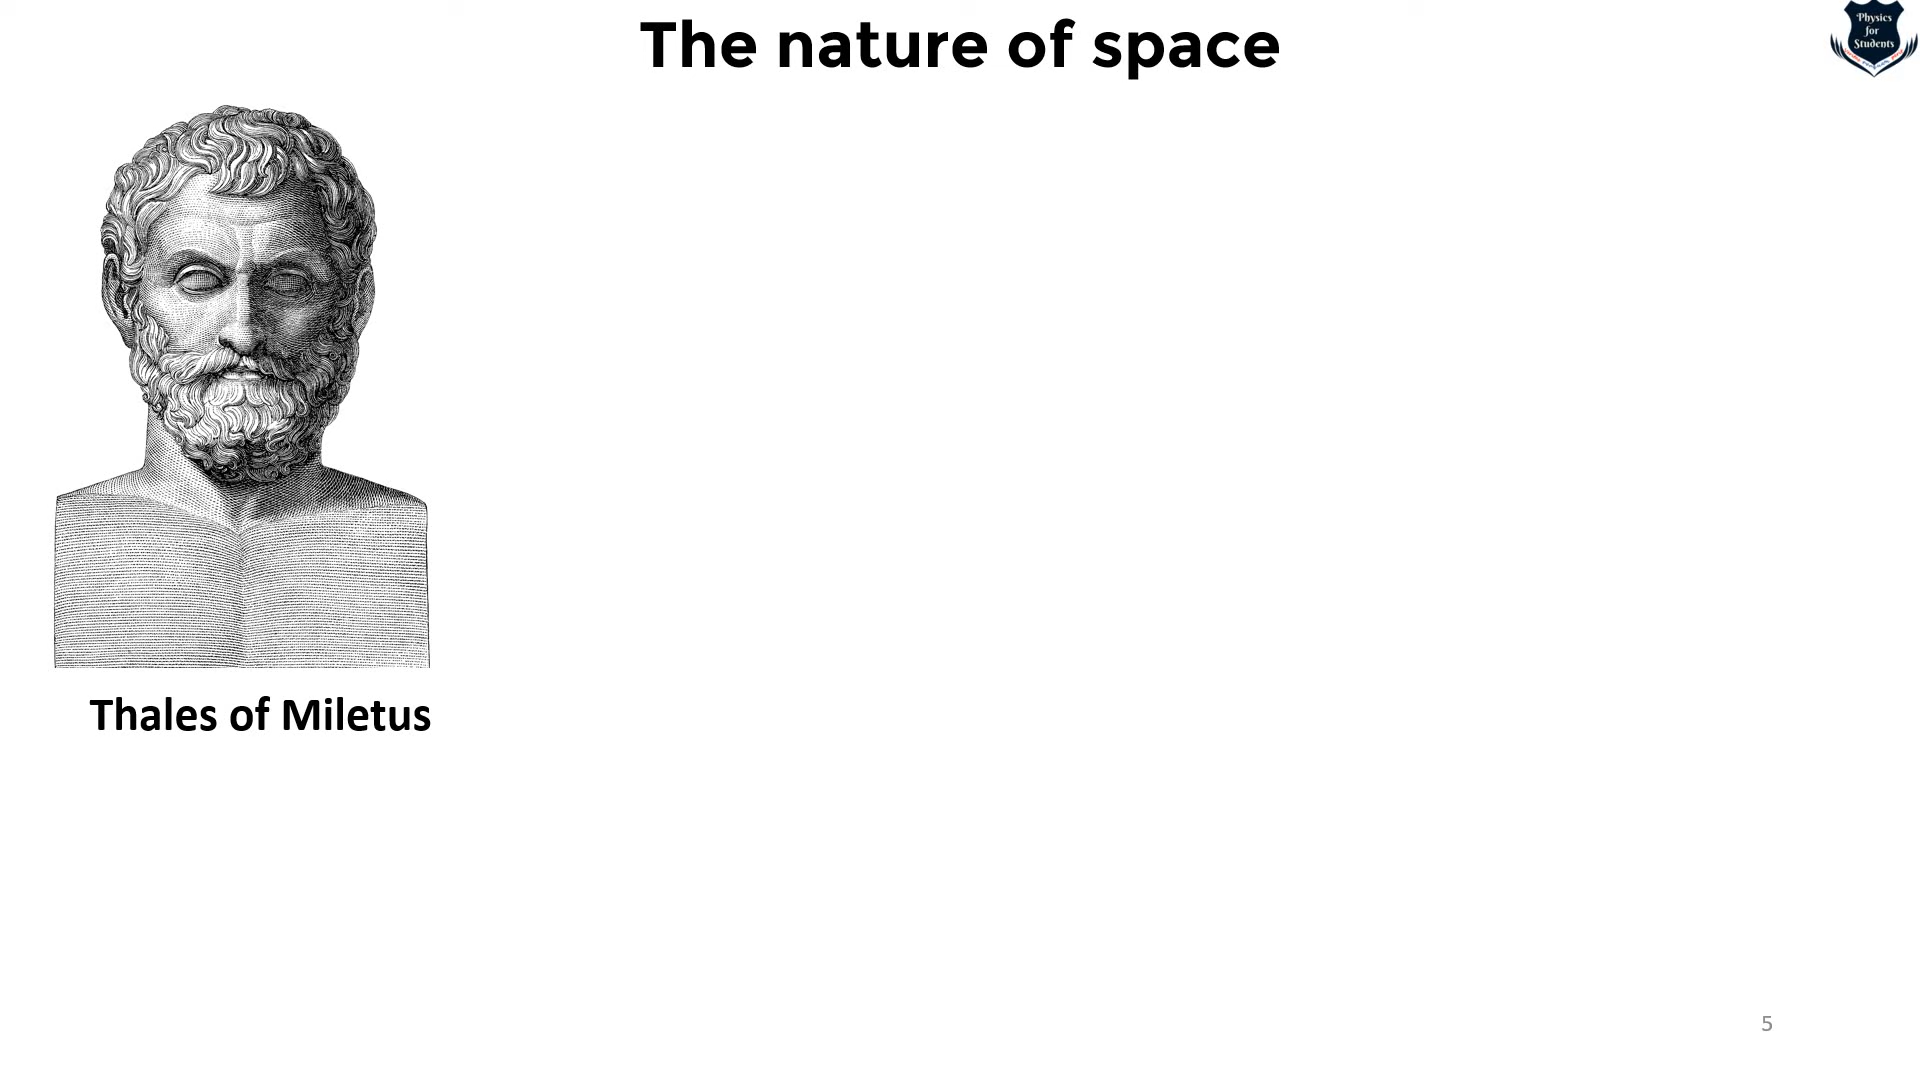 The nature of space
Physics
for
Students
Thales of Miletus
5